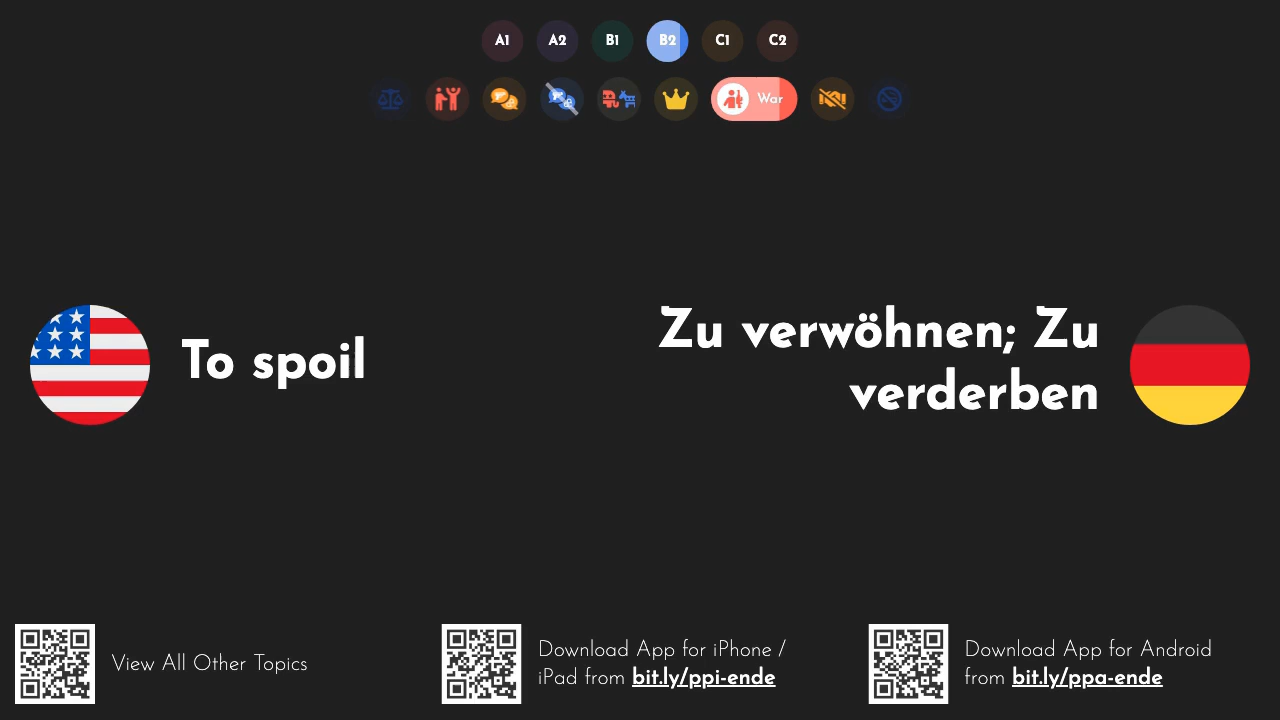 A1 A2 B1 B2 C1 C2
War
To spoil
Zu verwöhnen; Zu
verderben
View All Other Topics
Download App for iPhone /
iPad from bit.ly/ppi-ende
Download App for Android
from bit.ly/ppa-ende